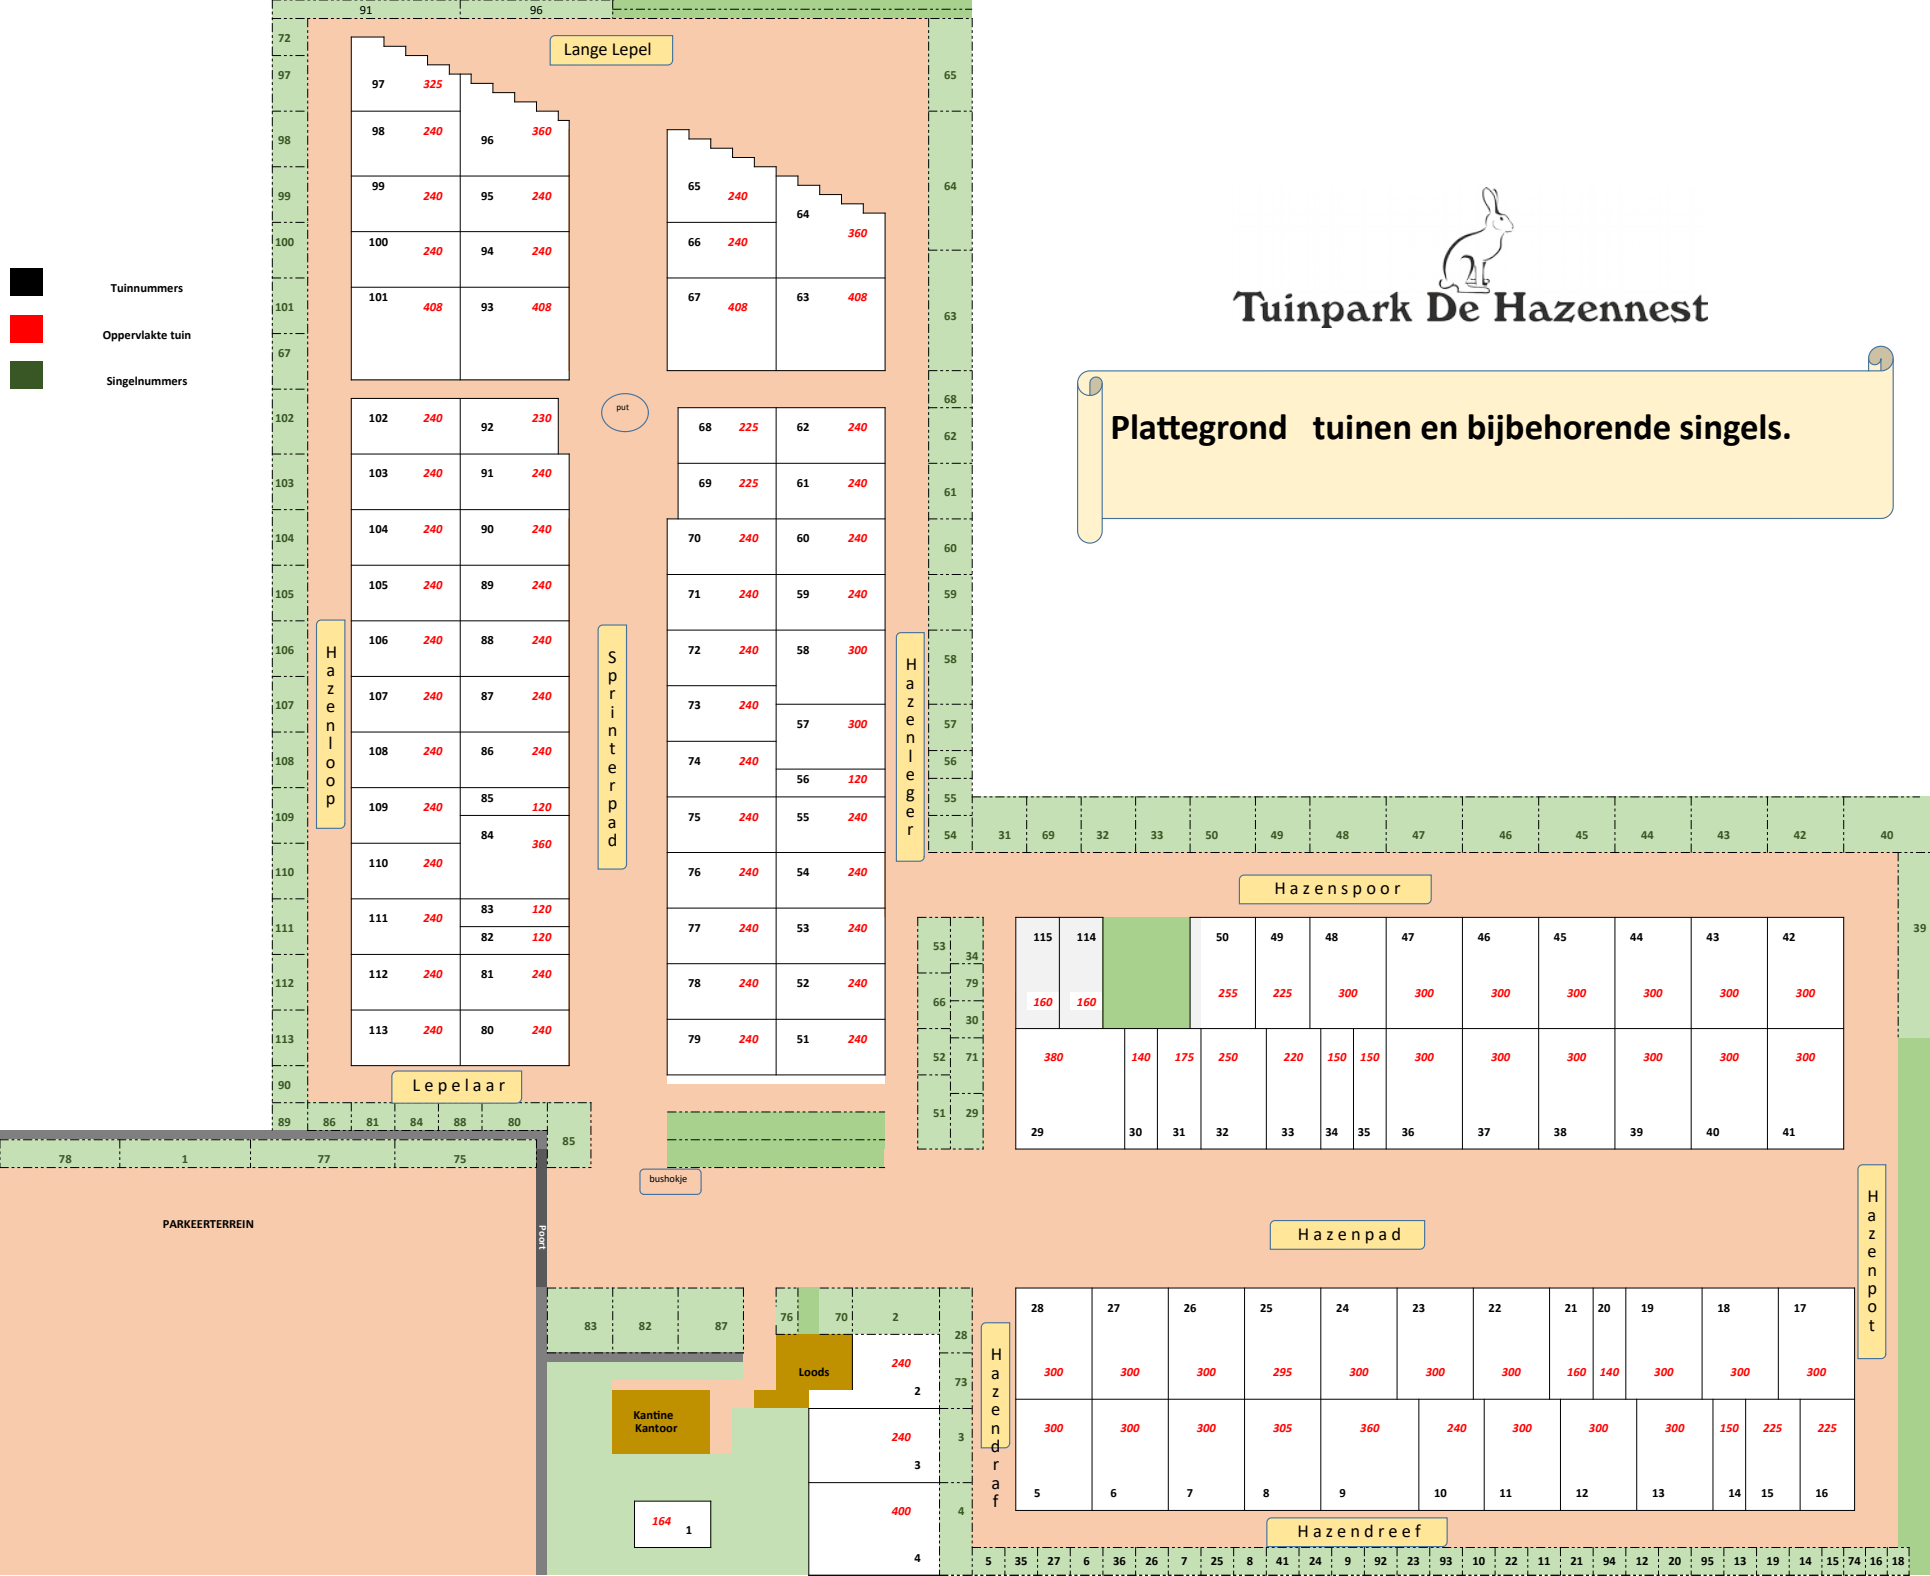 91 96
Lange Lepel
72
97
98
99
100
101
67
102
103
104
105
106
107
108
109
110
111
112
113
90
89 86 81 84 88 80 85
78 1 77 75
Tuinnummers
Oppervlakte tuin
Singelnummers
97 325
98 240
96 360
99 240 95 240
100 240 94 240
101 408 93 408
102 240 92 230
103 240 91 240
104 240 90 240
105 240 89 240
106 240 88 240
107 240 87 240
108 240 86 240
109 240 85 120
84 360
110 240
111 240 83 120
82 120
112 240 81 240
113 240 80 240
Hazenloop
Sprinterpad
Hazenleger
Lepelaar
put
65 240
64 360
66 240
67 408 63 408
68 225 62 240
69 225 61 240
70 240 60 240
71 240 59 240
72 240 58 300
73 240
57 300
74 240
56 120
75 240 55 240
76 240 54 240
77 240 53 240
78 240 52 240
79 240 51 240
65
64
63
68
62
61
60
59
58
57
56
55
54 31 69 32 33 50 49 48 47 46 45 44 43 42 40
39
Tuinpark De Hazennest
Plattegrond tuinen en bijbehorende singels.
Hazenspoor
53 34
79
66 30
52 71
51 29
115 114 50 49 48 47 46 45 44 43 42
160 160 255 225 300 300 300 300 300 300 300
380 140 175 250 220 150 150 300 300 300 300 300 300
29 30 31 32 33 34 35 36 37 38 39 40 41
bushokje
PARKEERTERREIN
Poort
Hazenpad
Hazenpot
83 82 87 76 70 2
28
73
3
4
Loods
Kantine
Kantoor
240
2
240
3
400
4
164 1
Hazendraf
28 27 26 25 24 23 22 21 20 19 18 17
300 300 300 295 300 300 300 160 140 300 300 300
300 300 300 305 360 240 300 300 300 150 225 225
5 6 7 8 9 10 11 12 13 14 15 16
Hazendreef
5 35 27 6 36 26 7 25 8 41 24 9 92 23 93 10 22 11 21 94 12 20 95 13 19 14 15 74 16 18